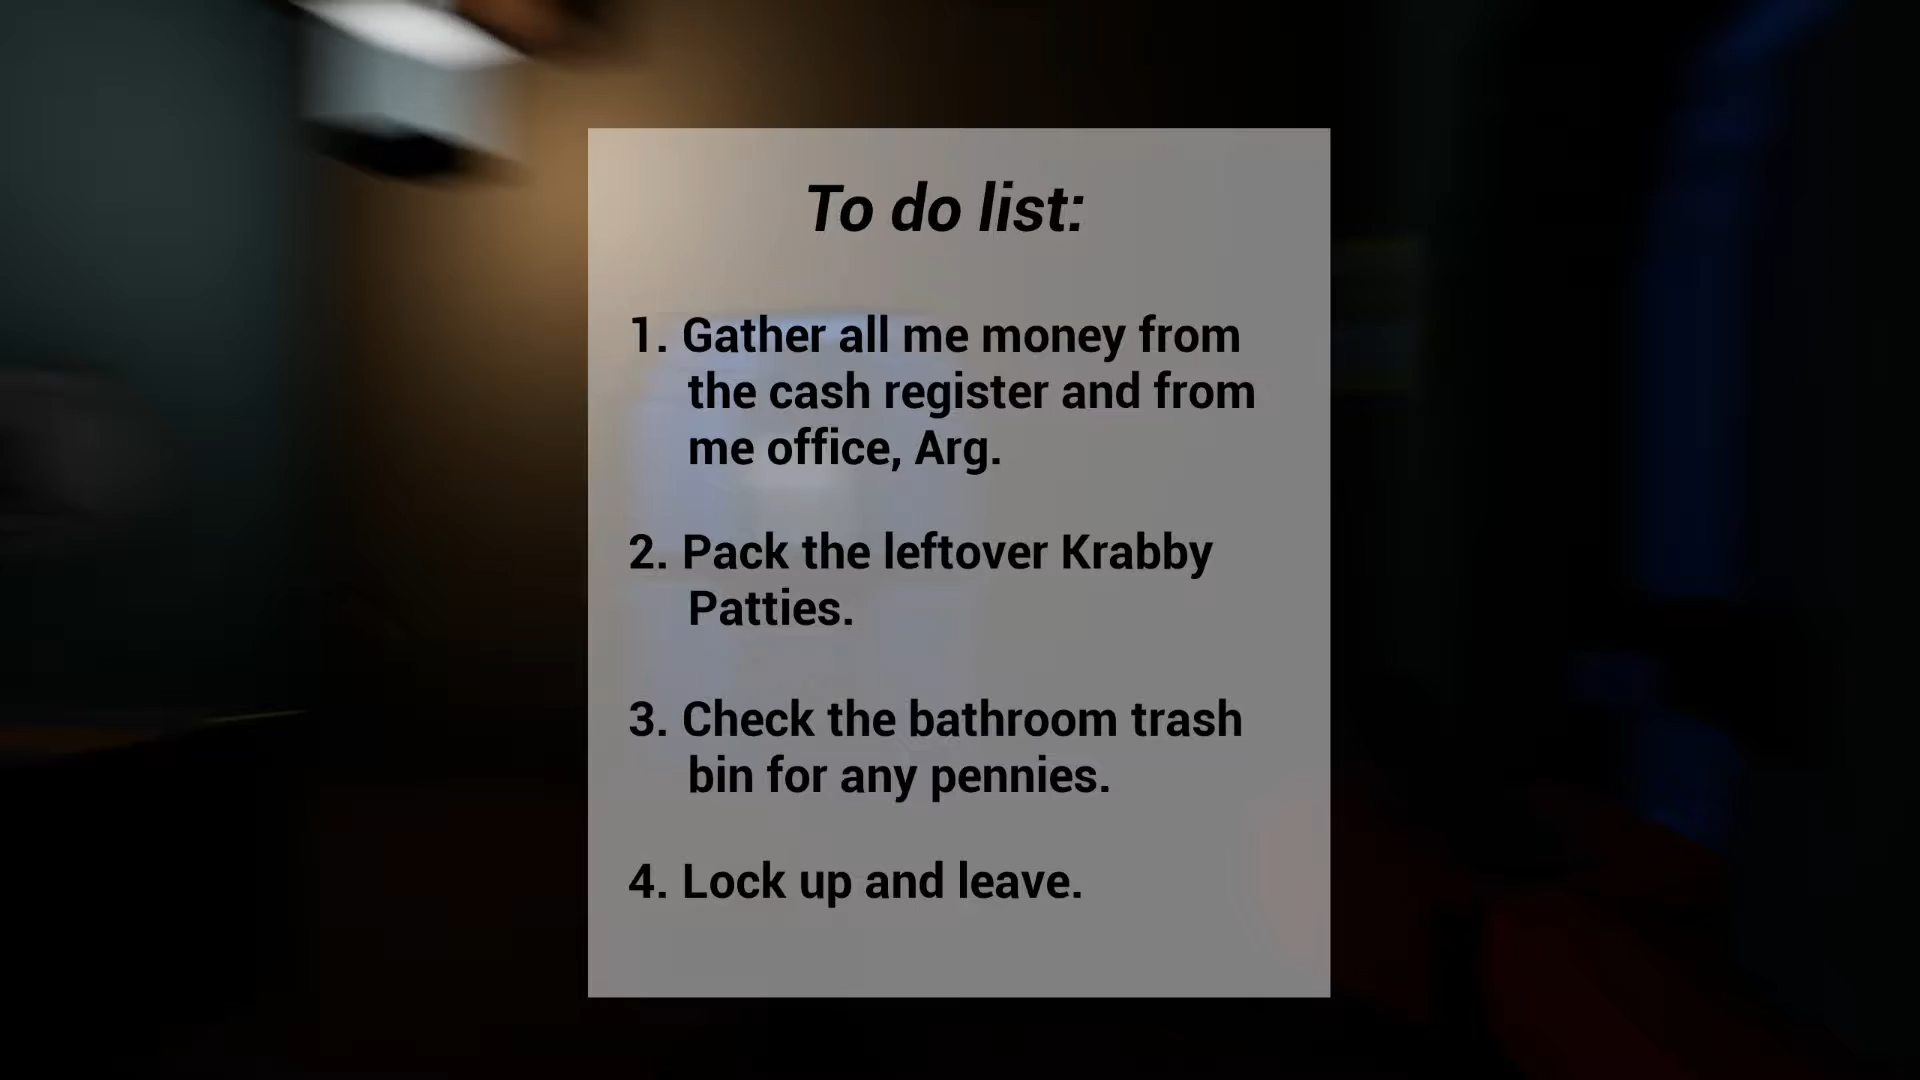 To do list:
1. Gather all me money from
the cash register and from
me office, Arg.
2. Pack the leftover Krabby
Patties.
3. Check the bathroom trash
bin for any pennies.
4. Lock up and leave.